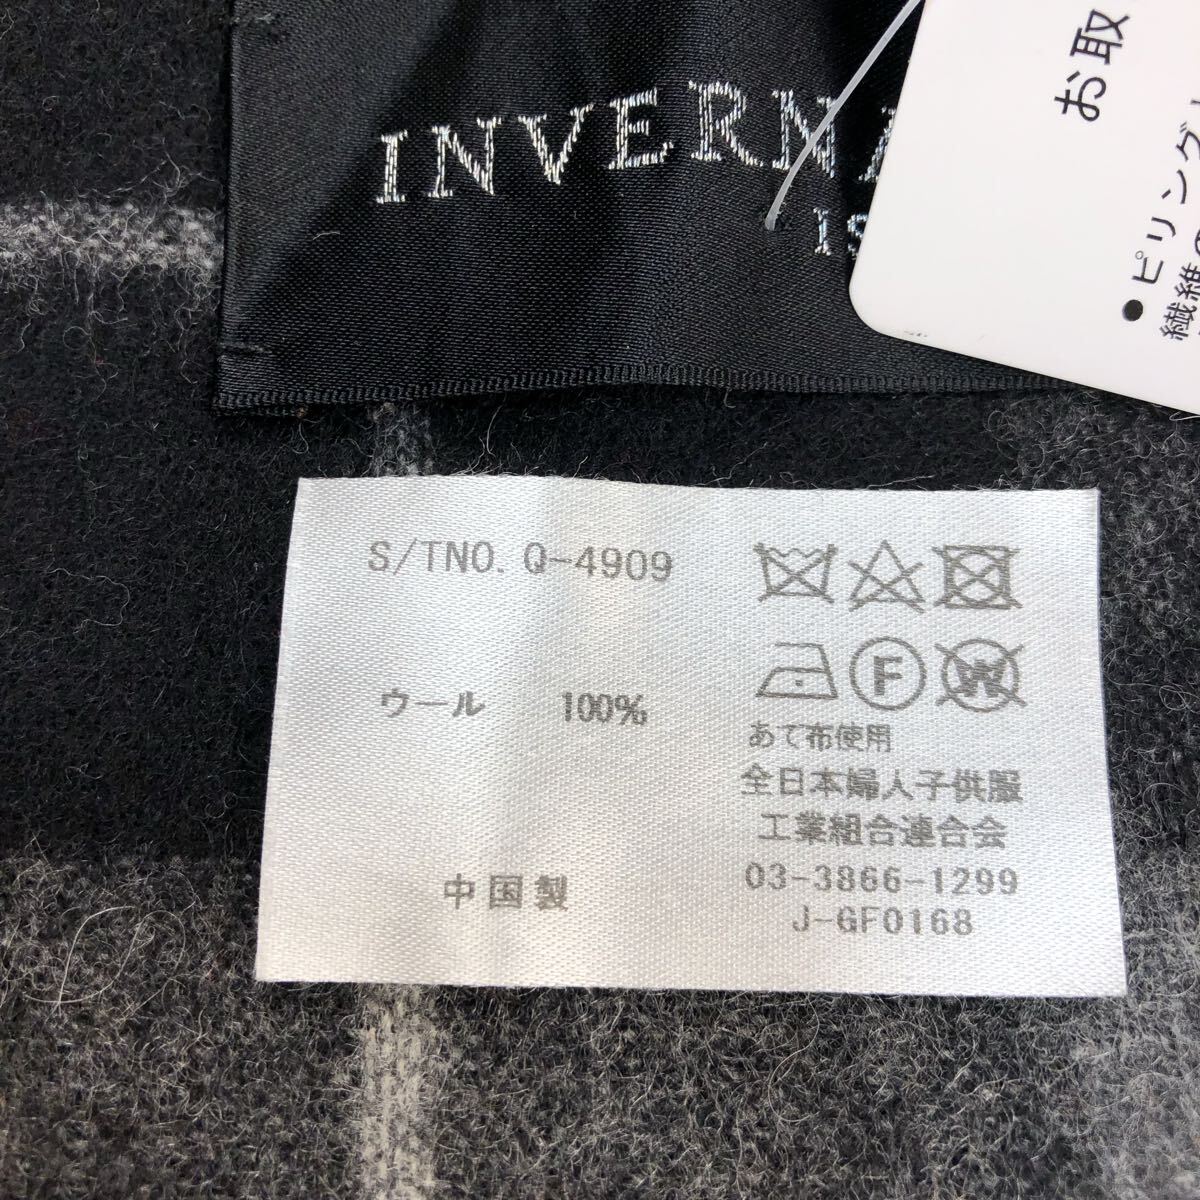 INVERN
IS
お取
●ピリング
繊維の
S/TNO. Q-4909
ウール 100%
中国製
F
W
あて布使用
全日本婦人子供服
工業組合連合会
03-3866-1299
J-GF0168